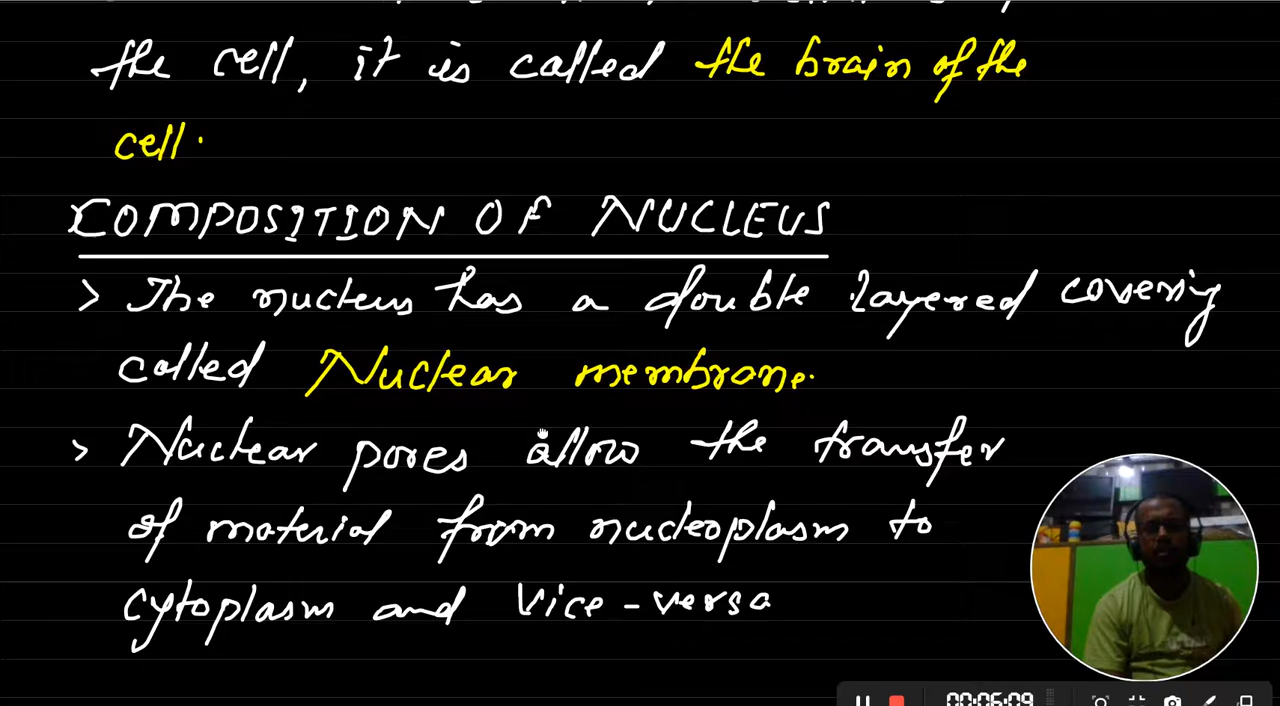 the cell, it is called the brain of the
cell.
COMPOSITION OF NUCLEUS
> The nucleus has a double layered covering
called Nuclear membrane.
> Nuclear pores allow the transfer
of material from nucleoplasm to
cytoplasm and vice-versa
00:06:09